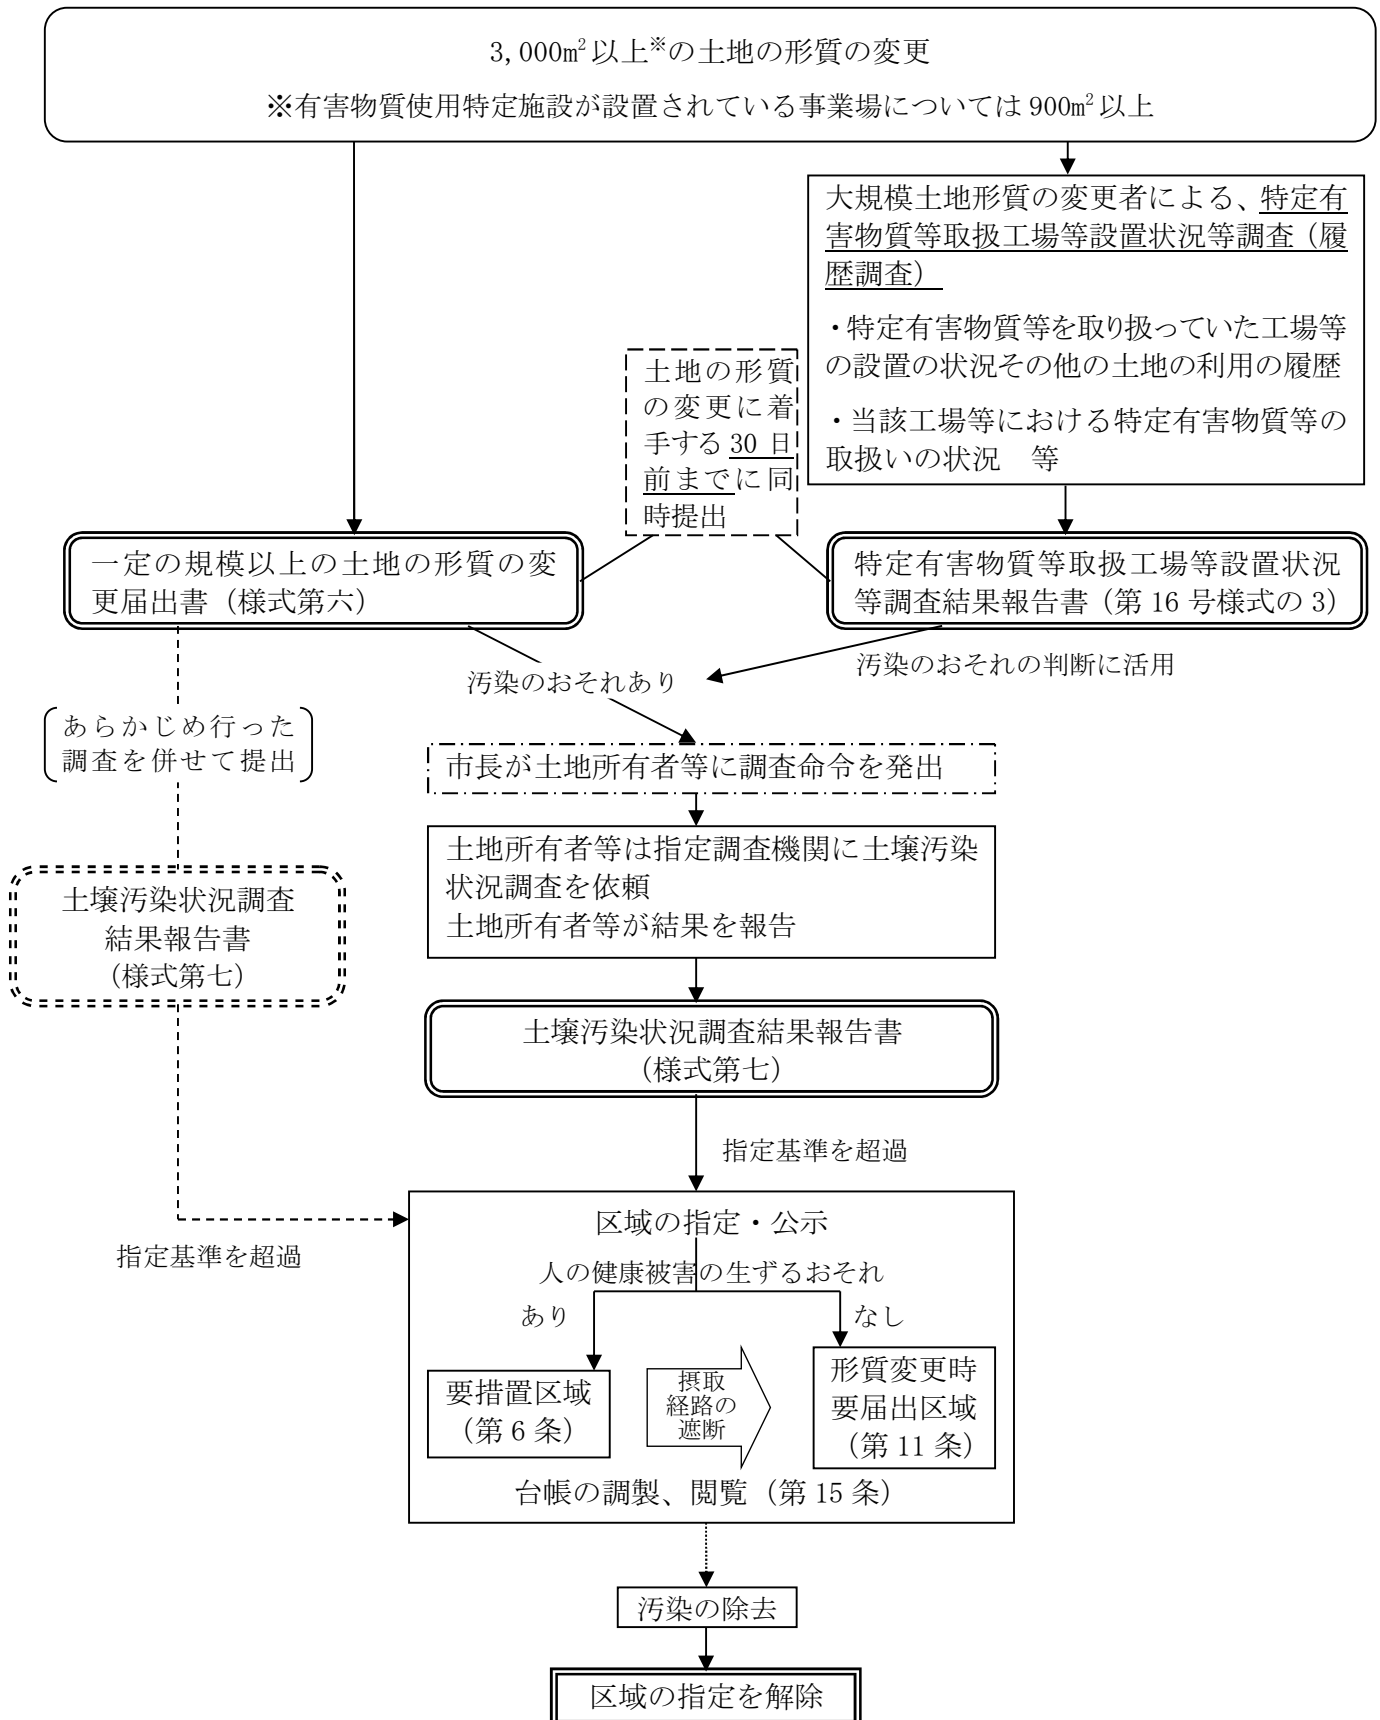 3,000m²以上※の土地の形質の変更
※有害物質使用特定施設が設置されている事業場については 900m²以上
大規模土地形質の変更者による、特定有
害物質等取扱工場等設置状況等調査（履
歴調査）
・特定有害物質等を取り扱っていた工場等
の設置の状況その他の土地の利用の履歴
・当該工場等における特定有害物質等の
取扱いの状況　等
土地の形質
の変更に着
手する 30 日
前までに同
時提出
一定の規模以上の土地の形質の変
更届出書（様式第六）
特定有害物質等取扱工場等設置状況
等調査結果報告書（第 16 号様式の 3）
汚染のおそれの判断に活用
汚染のおそれあり
あらかじめ行った
調査を併せて提出
市長が土地所有者等に調査命令を発出
土地所有者等は指定調査機関に土壌汚染
状況調査を依頼
土地所有者等が結果を報告
土壌汚染状況調査
結果報告書
（様式第七）
土壌汚染状況調査結果報告書
（様式第七）
指定基準を超過
指定基準を超過
区域の指定・公示
人の健康被害の生ずるおそれ
あり
なし
要措置区域
（第 6 条）
摂取
経路の
遮断
形質変更時
要届出区域
（第 11 条）
台帳の調製、閲覧（第 15 条）
汚染の除去
区域の指定を解除